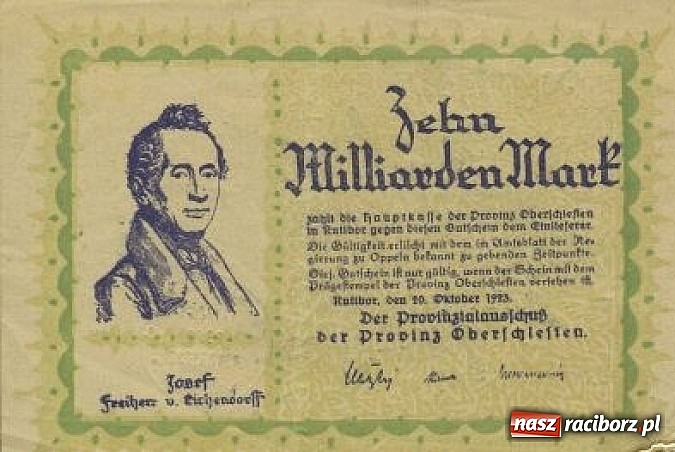 Zehn
Milliarden Mark
zahlt die Hauptkasse der Provinz Oberschlesien
in Ratibor gegen diesen Gutschein dem Einlieferer.
Die Gültigkeit erlischt mit dem im Amtsblatt der Re-
gierung zu Oppeln bekannt zu gebenden Zeitpunkte.
Dies. Gutschein ist nur gültig, wenn der Schein mit dem
Prägestempel der Provinz Oberschlesien versehen ist.
Ratibor, den 20. Oktober 1923.
Der Provinzialausschuß
der Provinz Oberschlesien.
Josef
Freiherr v. Eichendorff
nasz raciborz pl